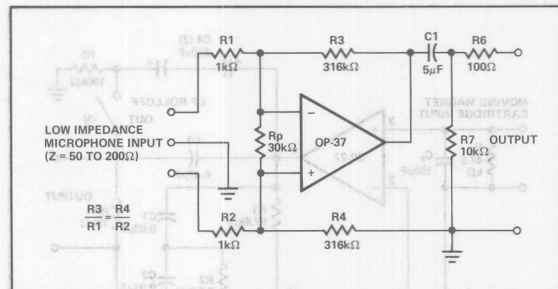 R1
1kΩ
R3
316kΩ
C1
5μF
R6
100Ω
LOW IMPEDANCE
MICROPHONE INPUT
(Z = 50 TO 200Ω)
Rp
30kΩ
−
OP-37
+
R7
10kΩ
OUTPUT
R3/R1 = R4/R2
R2
1kΩ
R4
316kΩ